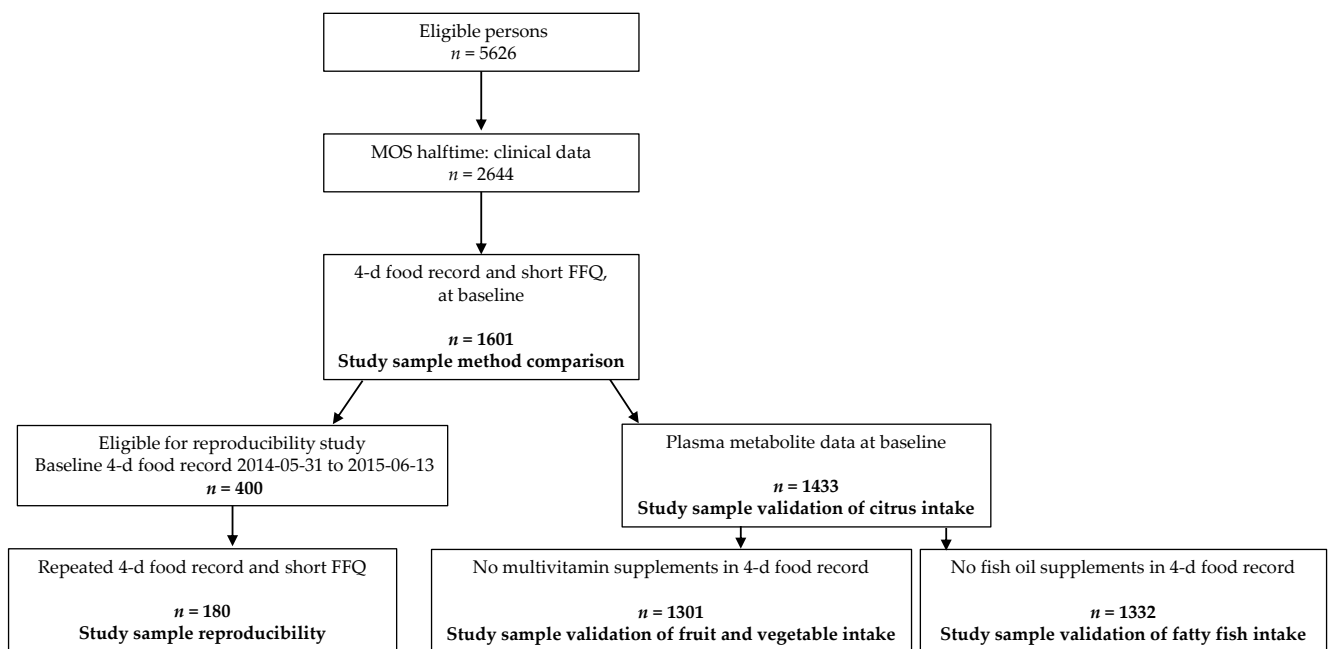 Eligible persons
n = 5626
MOS halftime: clinical data
n = 2644
4-d food record and short FFQ,
at baseline
n = 1601
Study sample method comparison
Eligible for reproducibility study
Baseline 4-d food record 2014-05-31 to 2015-06-13
n = 400
Plasma metabolite data at baseline
n = 1433
Study sample validation of citrus intake
Repeated 4-d food record and short FFQ
n = 180
Study sample reproducibility
No multivitamin supplements in 4-d food record
n = 1301
Study sample validation of fruit and vegetable intake
No fish oil supplements in 4-d food record
n = 1332
Study sample validation of fatty fish intake